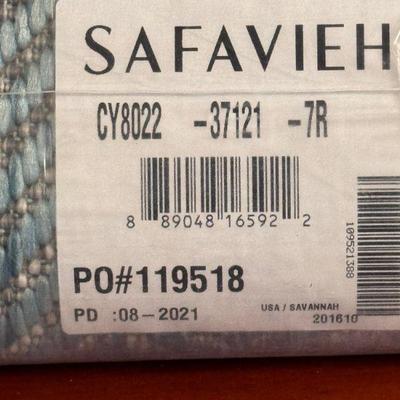 SAFAVIEH
CY8022 -37121 -7R
8 89048 16592 2
109521388
PO#119518
PD :08-2021
USA / SAVANNAH
201610